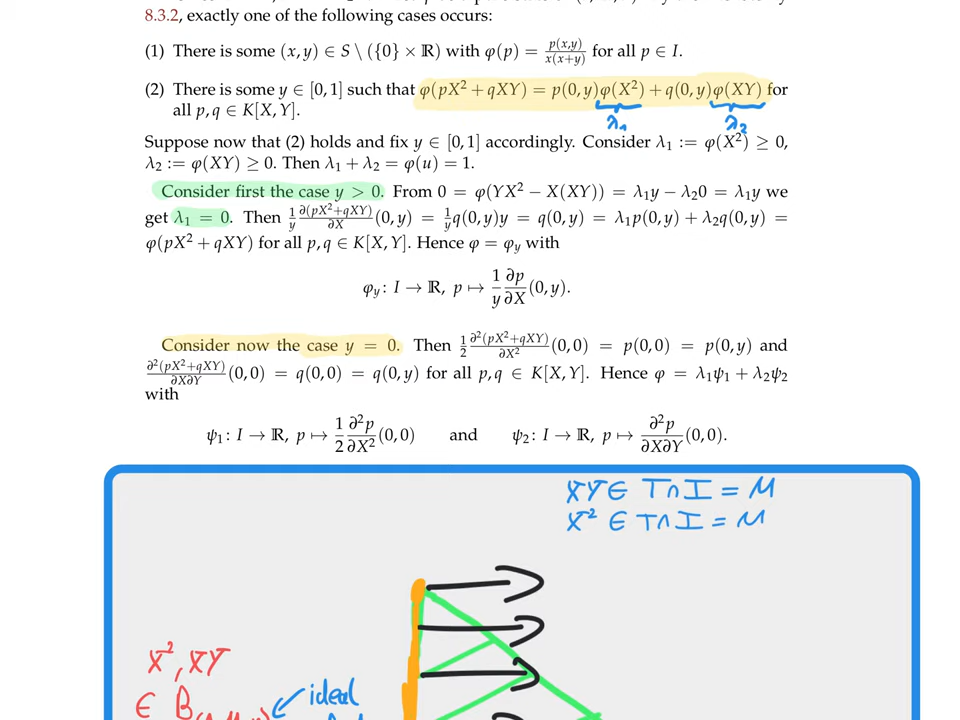 8.3.2, exactly one of the following cases occurs:
(1) There is some (x, y) ∈ S \ ({0} × ℝ) with φ(p) = p(x,y)/x(x+y) for all p ∈ I.
(2) There is some y ∈ [0, 1] such that φ(pX² + qXY) = p(0, y)φ(X²) + q(0, y)φ(XY) for
all p, q ∈ K[X, Y].
λ₁ λ₂
Suppose now that (2) holds and fix y ∈ [0, 1] accordingly. Consider λ₁ := φ(X²) ≥ 0,
λ₂ := φ(XY) ≥ 0. Then λ₁ + λ₂ = φ(u) = 1.
Consider first the case y > 0. From 0 = φ(YX² − X(XY)) = λ₁y − λ₂0 = λ₁y we
get λ₁ = 0. Then 1/y ∂(pX²+qXY)/∂X (0, y) = 1/y q(0, y)y = q(0, y) = λ₁p(0, y) + λ₂q(0, y) =
φ(pX² + qXY) for all p, q ∈ K[X, Y]. Hence φ = φ_y with
φ_y : I → ℝ, p ↦ 1/y ∂p/∂X (0, y).
Consider now the case y = 0. Then 1/2 ∂²(pX²+qXY)/∂X² (0, 0) = p(0, 0) = p(0, y) and
∂²(pX²+qXY)/∂X∂Y (0, 0) = q(0, 0) = q(0, y) for all p, q ∈ K[X, Y]. Hence φ = λ₁ψ₁ + λ₂ψ₂
with
ψ₁ : I → ℝ, p ↦ 1/2 ∂²p/∂X² (0, 0) and ψ₂ : I → ℝ, p ↦ ∂²p/∂X∂Y (0, 0).
XY ∈ T∩I = M
X² ∈ T∩I = M
X², XY
∈ B
ideal